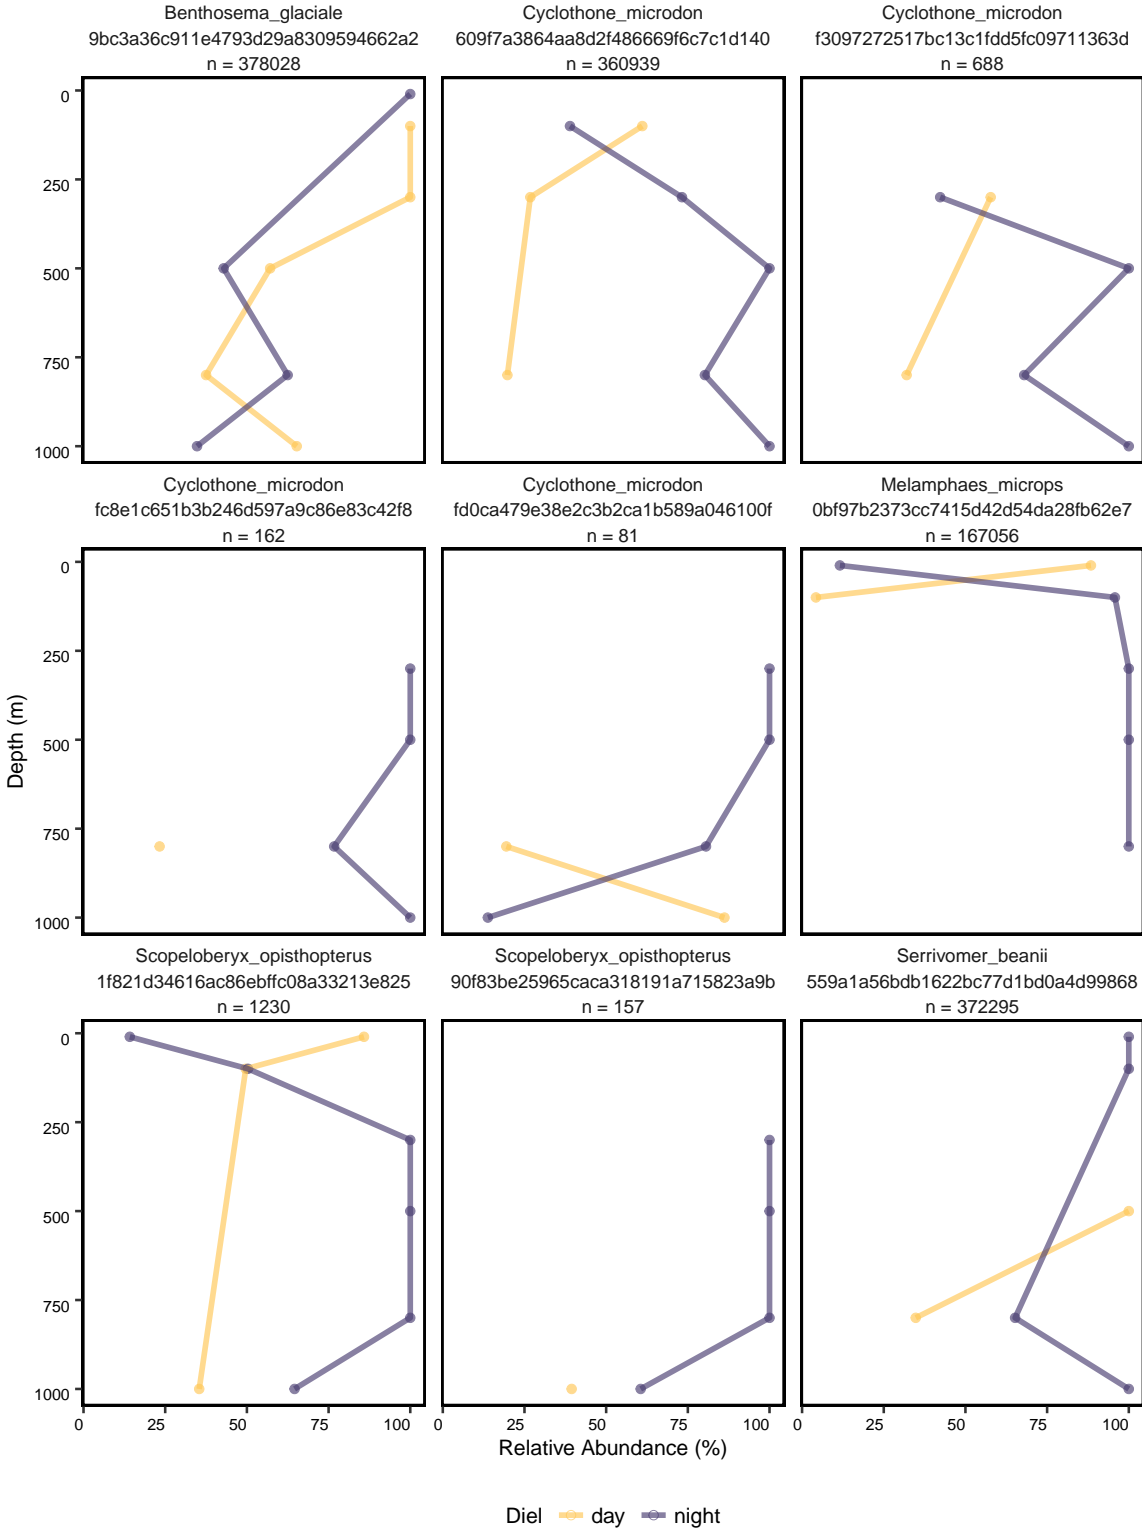 Benthosema_glaciale
9bc3a36c911e4793d29a8309594662a2
n = 378028
Cyclothone_microdon
609f7a3864aa8d2f486669f6c7c1d140
n = 360939
Cyclothone_microdon
f3097272517bc13c1fdd5fc09711363d
n = 688
0
250
500
750
1000
Cyclothone_microdon
fc8e1c651b3b246d597a9c86e83c42f8
n = 162
Cyclothone_microdon
fd0ca479e38e2c3b2ca1b589a046100f
n = 81
Melamphaes_microps
0bf97b2373cc7415d42d54da28fb62e7
n = 167056
0
250
500
750
1000
Depth (m)
Scopeloberyx_opisthopterus
1f821d34616ac86ebffc08a33213e825
n = 1230
Scopeloberyx_opisthopterus
90f83be25965caca318191a715823a9b
n = 157
Serrivomer_beanii
559a1a56bdb1622bc77d1bd0a4d99868
n = 372295
0
250
500
750
1000
0 25 50 75 100
0 25 50 75 100
0 25 50 75 100
Relative Abundance (%)
Diel day night